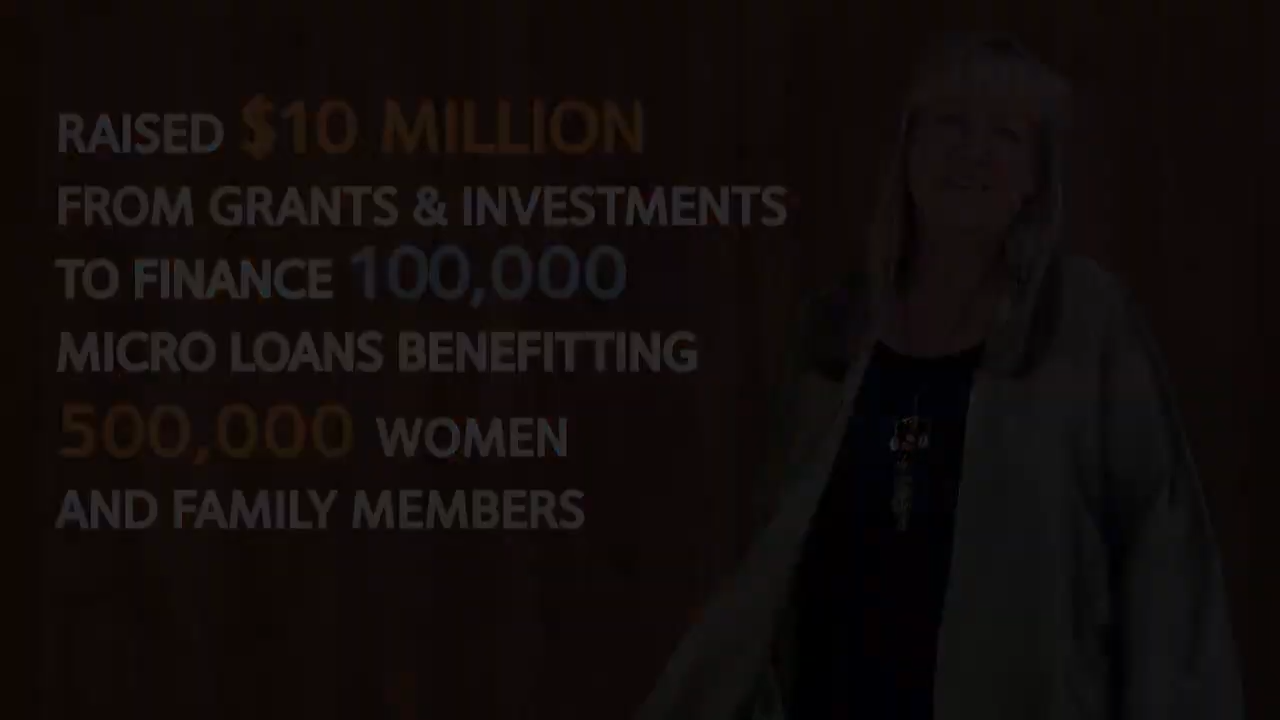 RAISED $10 MILLION
FROM GRANTS & INVESTMENTS
TO FINANCE 100,000
MICRO LOANS BENEFITTING
500,000 WOMEN
AND FAMILY MEMBERS